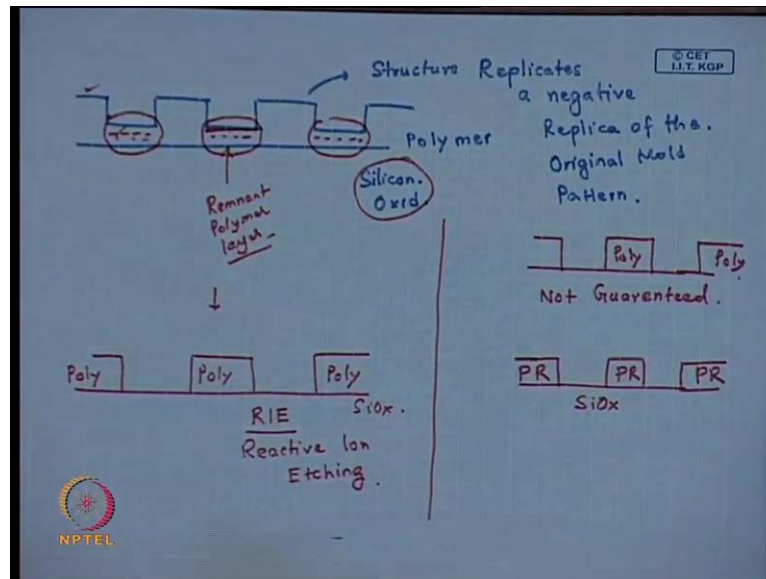 © CET
I.I.T. KGP
Structure Replicates
a negative
Replica of the.
Original Mold
Pattern.
Polymer
Silicon.
Oxid.
Remnant
Polymer
layer
Poly
Poly
Not Guarenteed.
Poly
Poly
Poly
SiOx.
RIE
Reactive Ion
Etching.
PR
PR
PR
SiOx
NPTEL